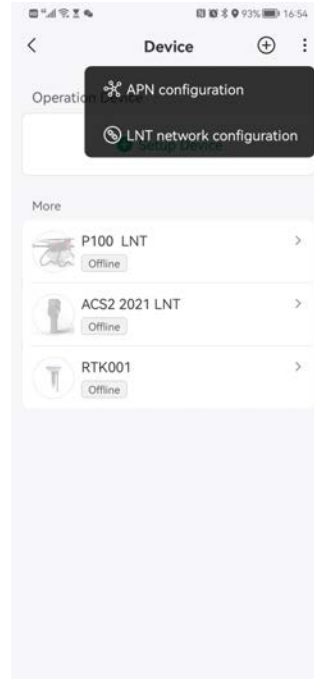 93% 16:54
Device
APN configuration
Operation Device
LNT network configuration
Setup Device
More
P100 LNT
Offline
ACS2 2021 LNT
Offline
RTK001
Offline